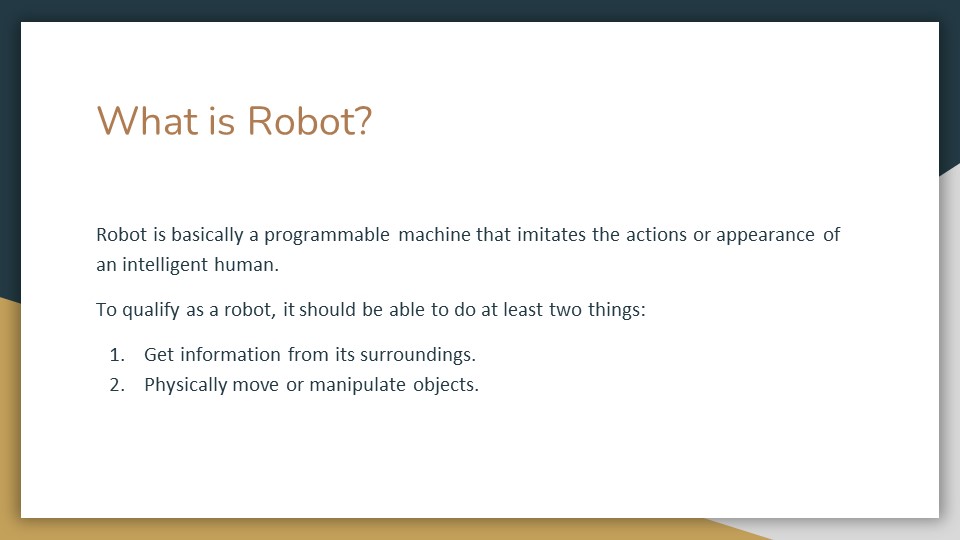 What is Robot?
Robot is basically a programmable machine that imitates the actions or appearance of
an intelligent human.
To qualify as a robot, it should be able to do at least two things:
1. Get information from its surroundings.
2. Physically move or manipulate objects.